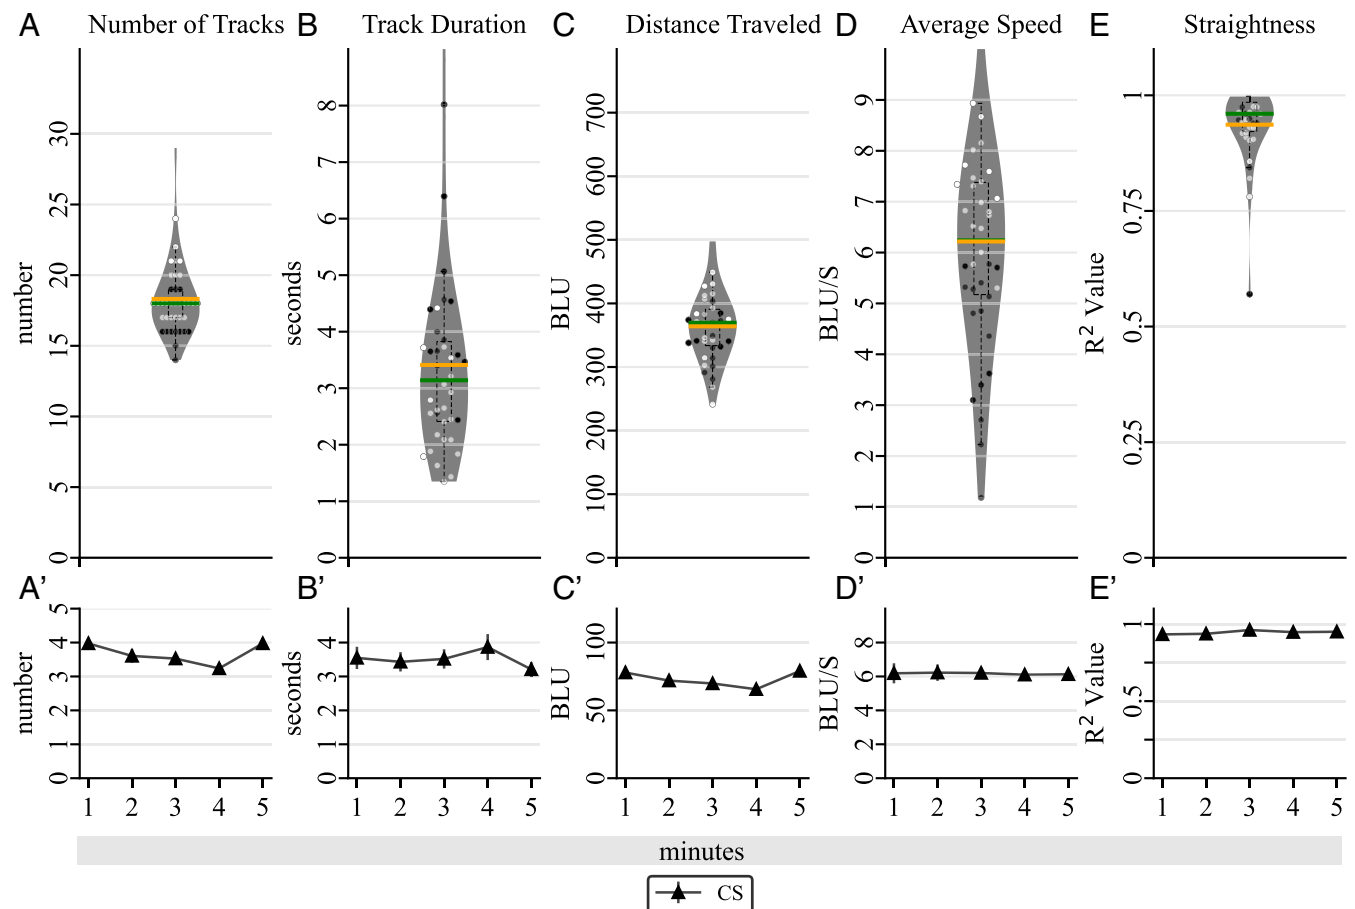 A Number of Tracks B Track Duration C Distance Traveled D Average Speed E Straightness
number
0 5 10 15 20 25 30
seconds
0 1 2 3 4 5 6 7 8
BLU
0 100 200 300 400 500 600 700
BLU/S
0 1 2 3 4 5 6 7 8 9
R² Value
0 0.25 0.5 0.75 1
A’ B’ C’ D’ E’
number
0 1 2 3 4 5
1 2 3 4 5
seconds
0 1 2 3 4
1 2 3 4 5
BLU
0 50 100
1 2 3 4 5
BLU/S
0 2 4 6 8
1 2 3 4 5
R² Value
0 0.5 1
1 2 3 4 5
minutes
CS